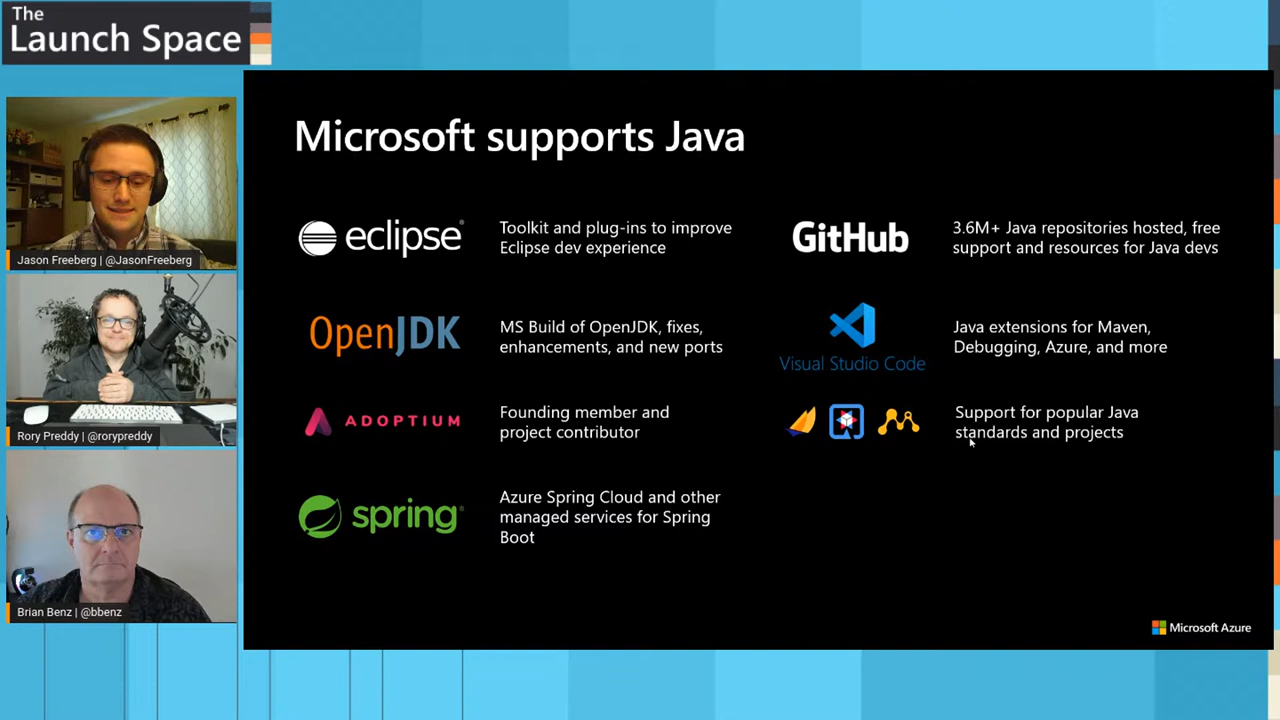 The
Launch Space
Jason Freeberg | @JasonFreeberg
Rory Preddy | @rorypreddy
Brian Benz | @bbenz
Microsoft supports Java
eclipse®
Toolkit and plug-ins to improve
Eclipse dev experience
OpenJDK
MS Build of OpenJDK, fixes,
enhancements, and new ports
ADOPTIUM
Founding member and
project contributor
spring®
Azure Spring Cloud and other
managed services for Spring
Boot
GitHub
3.6M+ Java repositories hosted, free
support and resources for Java devs
Visual Studio Code
Java extensions for Maven,
Debugging, Azure, and more
Support for popular Java
standards and projects
Microsoft Azure